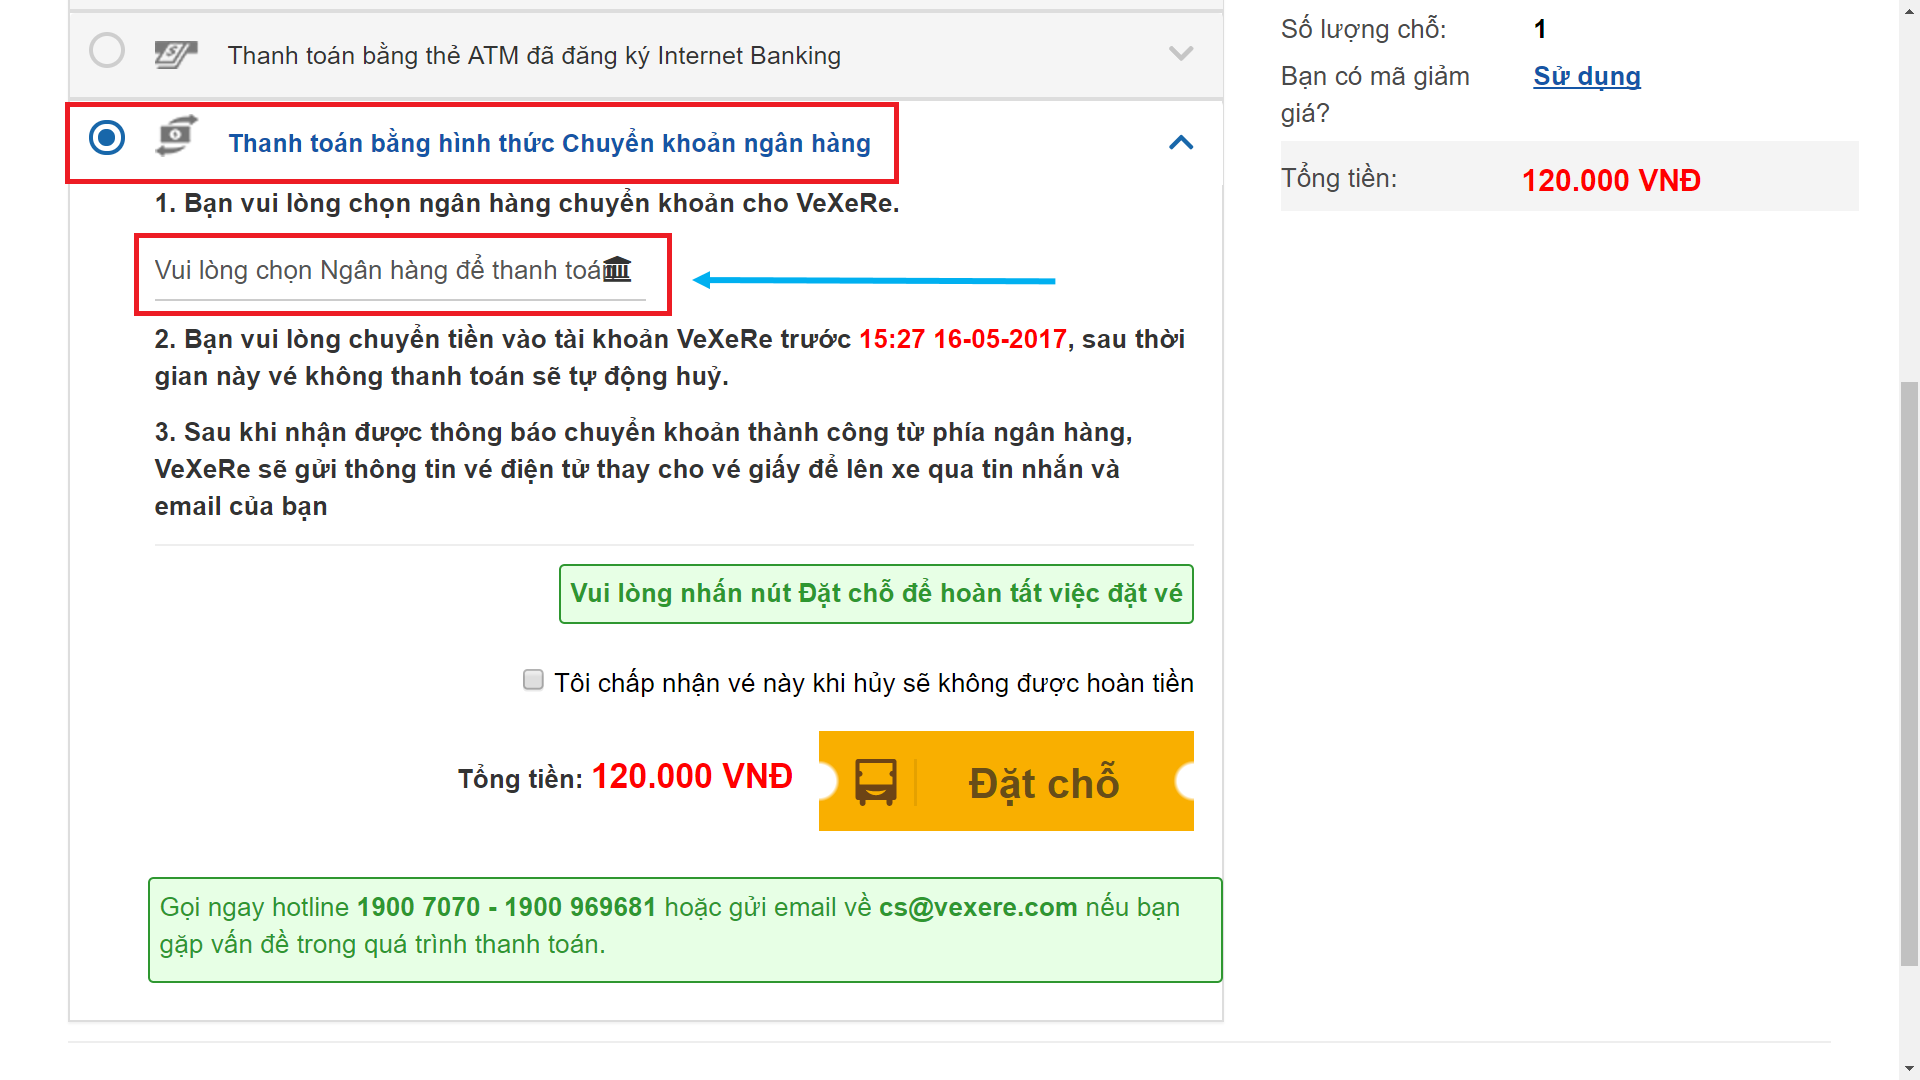 Thanh toán bằng thẻ ATM đã đăng ký Internet Banking
Thanh toán bằng hình thức Chuyển khoản ngân hàng
1. Bạn vui lòng chọn ngân hàng chuyển khoản cho VeXeRe.
Vui lòng chọn Ngân hàng để thanh toán
2. Bạn vui lòng chuyển tiền vào tài khoản VeXeRe trước 15:27 16-05-2017, sau thời
gian này vé không thanh toán sẽ tự động huỷ.
3. Sau khi nhận được thông báo chuyển khoản thành công từ phía ngân hàng,
VeXeRe sẽ gửi thông tin vé điện tử thay cho vé giấy để lên xe qua tin nhắn và
email của bạn
Vui lòng nhấn nút Đặt chỗ để hoàn tất việc đặt vé
Tôi chấp nhận vé này khi hủy sẽ không được hoàn tiền
Tổng tiền: 120.000 VNĐ
Đặt chỗ
Gọi ngay hotline 1900 7070 - 1900 969681 hoặc gửi email về cs@vexere.com nếu bạn
gặp vấn đề trong quá trình thanh toán.
Số lượng chỗ: 1
Bạn có mã giảm Sử dụng
giá?
Tổng tiền: 120.000 VNĐ